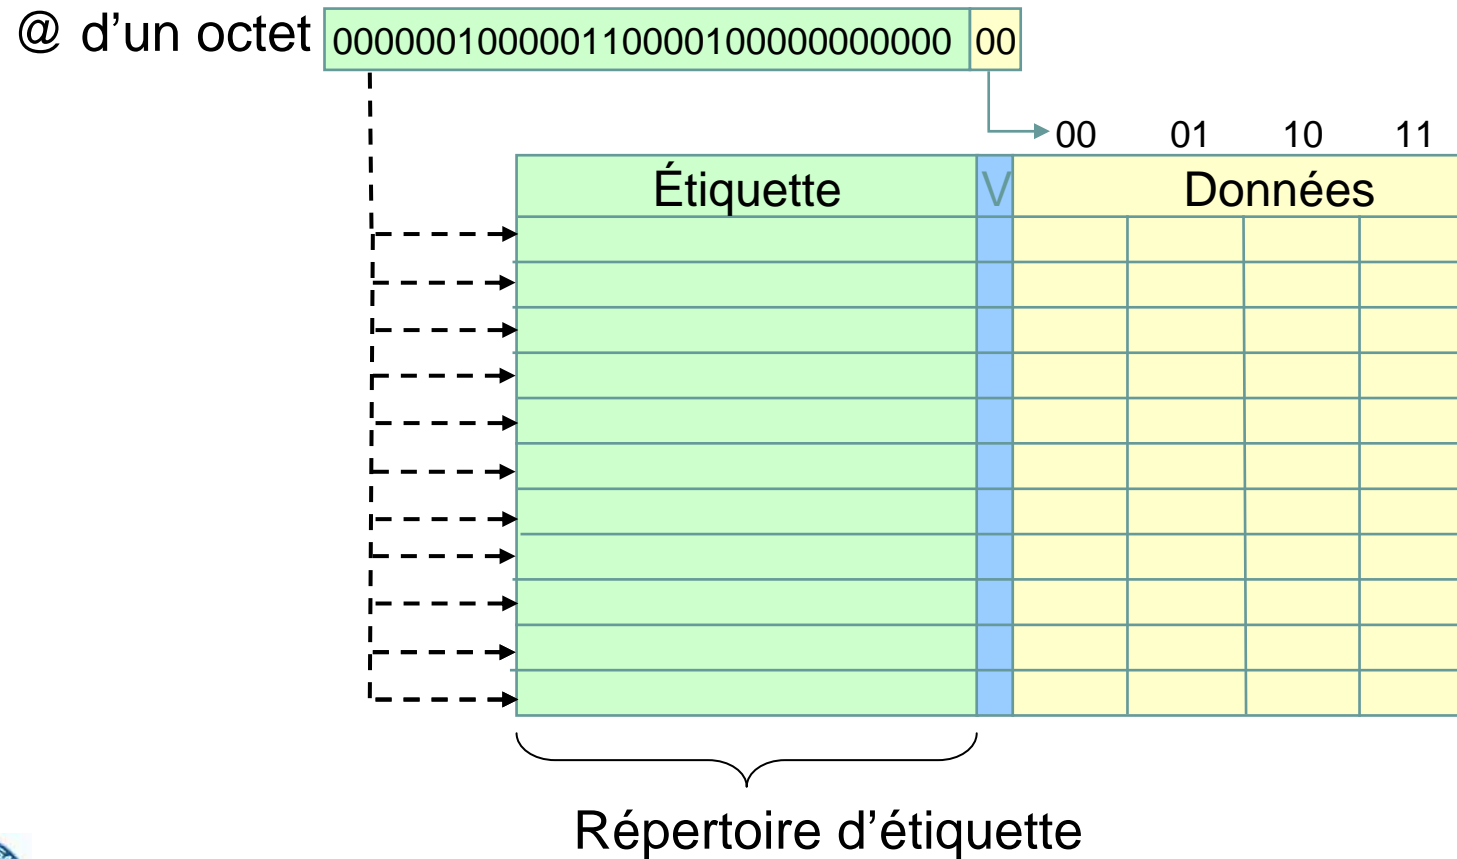 @ d'un octet 000000100000110000100000000000 00
00 01 10 11
Étiquette V Données
Répertoire d'étiquette